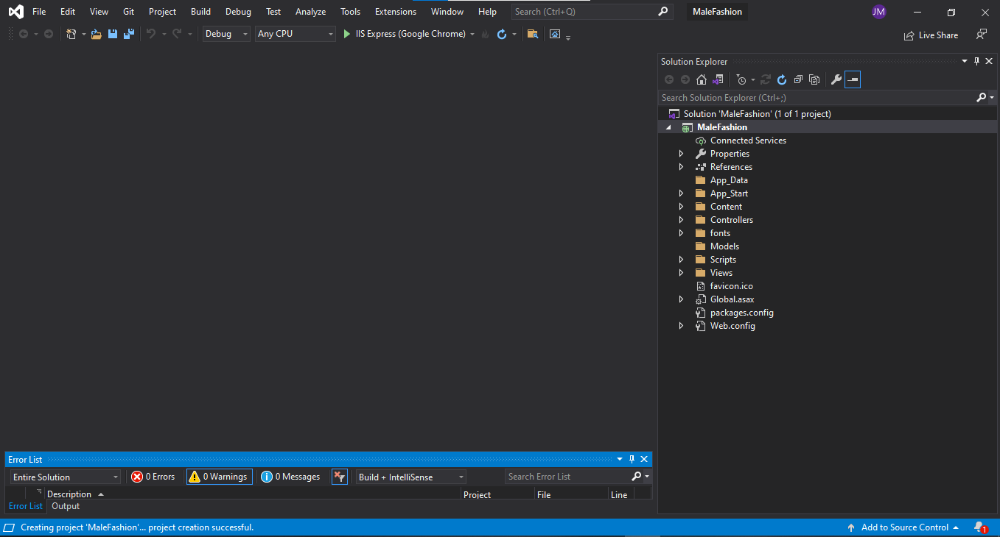 File Edit View Git Project Build Debug Test Analyze Tools Extensions Window Help Search (Ctrl+Q) MaleFashion JM
Debug Any CPU IIS Express (Google Chrome) Live Share
Solution Explorer
Search Solution Explorer (Ctrl+;)
Solution 'MaleFashion' (1 of 1 project)
MaleFashion
Connected Services
Properties
References
App_Data
App_Start
Content
Controllers
fonts
Models
Scripts
Views
favicon.ico
Global.asax
packages.config
Web.config
Error List
Entire Solution 0 Errors 0 Warnings 0 Messages Build + IntelliSense Search Error List
Description Project File Line
Error List Output
Creating project 'MaleFashion'... project creation successful. Add to Source Control 1